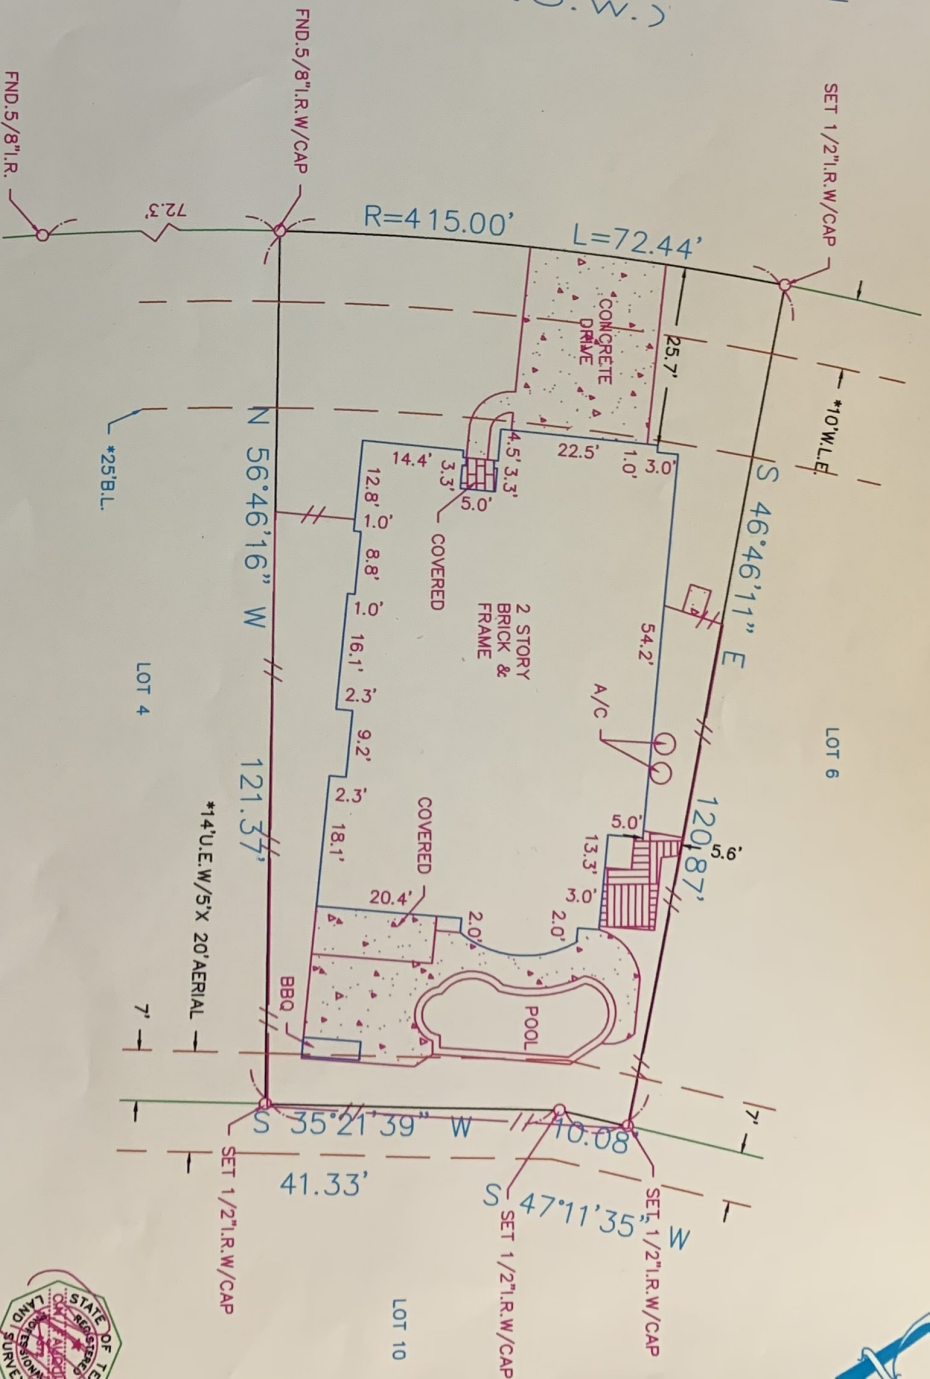 .W.)
SET 1/2"I.R.W/CAP
FND.5/8"I.R.W/CAP
FND.5/8"I.R.
72.3'
R=415.00'
L=72.44'
CONCRETE
DRIVE
25.7'
*10'W.L.E.
*25'B.L.
N 56°46'16" W
121.37'
S 46°46'11" E
120.87'
14.4'
3.3'
5.0'
4.5'
3.3'
22.5'
1.0'
3.0'
COVERED
12.8'
1.0'
8.8'
1.0'
16.1'
2.3'
9.2'
2.3'
18.1'
2 STORY
BRICK &
FRAME
54.2'
A/C
LOT 4
LOT 6
5.0'
13.3'
3.0'
5.6'
COVERED
20.4'
2.0'
2.0'
POOL
BBQ
*14'U.E.W/5'X 20'AERIAL
7'
7'
S 35°21'39" W
41.33'
10.08'
S 47°11'35" W
SET 1/2"I.R.W/CAP
SET 1/2"I.R.W/CAP
SET 1/2"I.R.W/CAP
LOT 10
STATE OF
REGISTERED
PROFESSIONAL
LAND